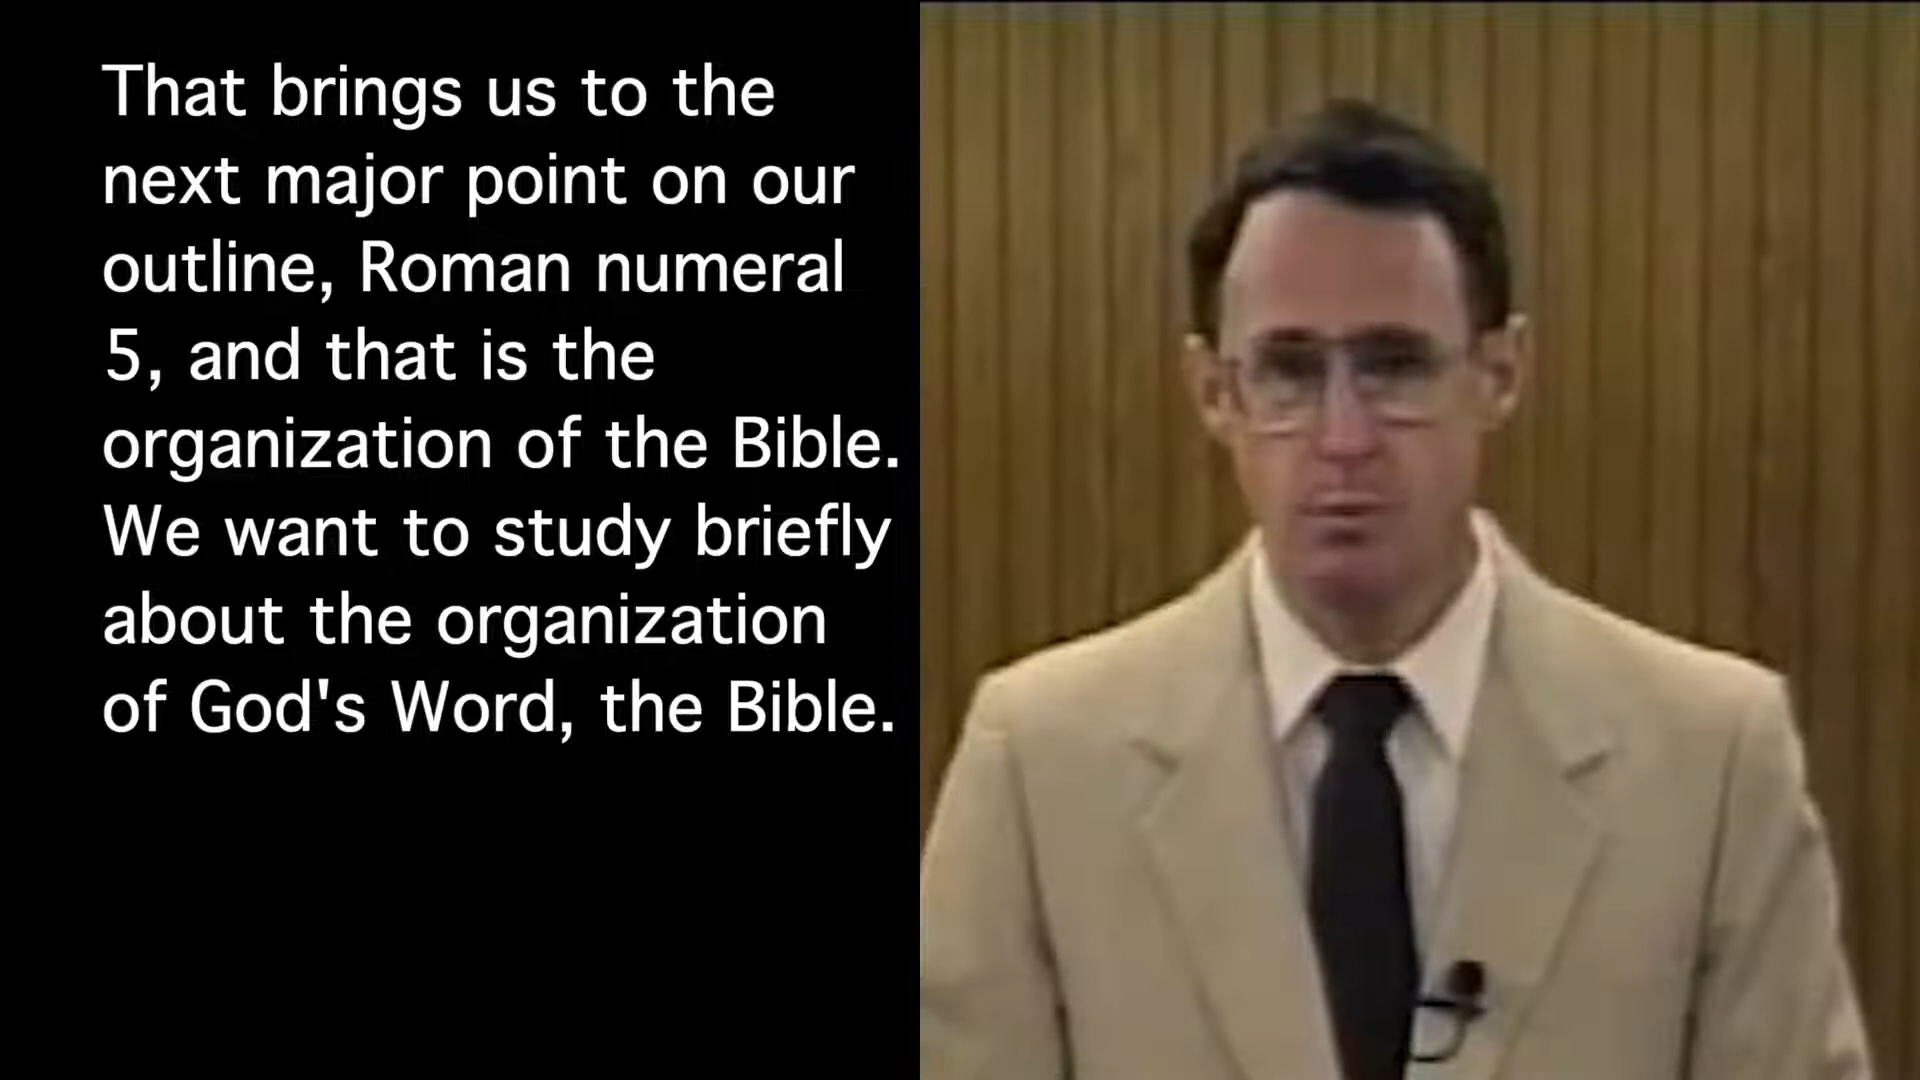 That brings us to the
next major point on our
outline, Roman numeral
5, and that is the
organization of the Bible.
We want to study briefly
about the organization
of God's Word, the Bible.